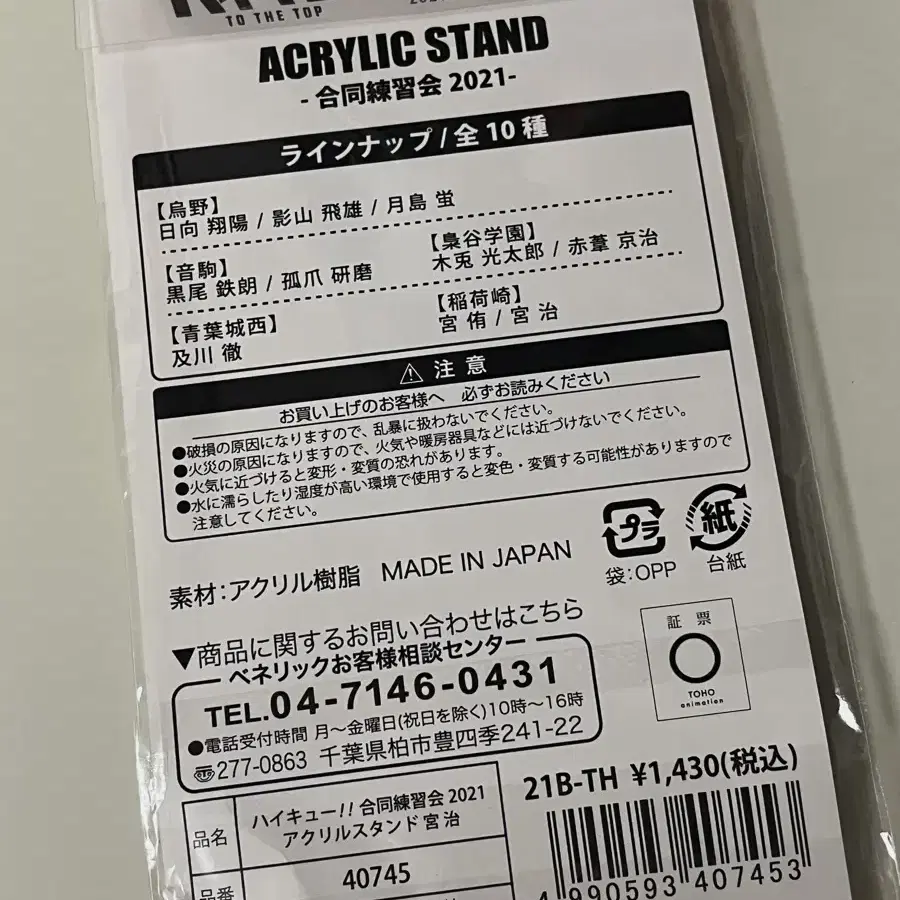 TO THE TOP
ACRYLIC STAND
- 合同練習会 2021-
ラインナップ / 全 10 種
【烏野】
日向 翔陽 / 影山 飛雄 / 月島 蛍
【音駒】
黒尾 鉄朗 / 孤爪 研磨
【梟谷学園】
木兎 光太郎 / 赤葦 京治
【青葉城西】
及川 徹
【稲荷崎】
宮 侑 / 宮 治
⚠ 注 意
お買い上げのお客様へ 必ずお読みください
●破損の原因になりますので、乱暴に扱わないでください。
●火災の原因になりますので、火気や暖房器具などには近づけないでください。
●火気に近づけると変形・変質の恐れがあります。
●水に濡らしたり湿度が高い環境で使用すると変色・変質する可能性がありますので
注意してください。
素材：アクリル樹脂 MADE IN JAPAN
プラ
袋：OPP
紙
台紙
▼商品に関するお問い合わせはこちら
ベネリックお客様相談センター
TEL.04-7146-0431
●電話受付時間 月～金曜日(祝日を除く)10時～16時
277-0863 千葉県柏市豊四季241-22
証 票
TOHO
animation
21B-TH ¥1,430(税込)
品名
ハイキュー!! 合同練習会 2021
アクリルスタンド 宮 治
品番
40745
4 990593 407453